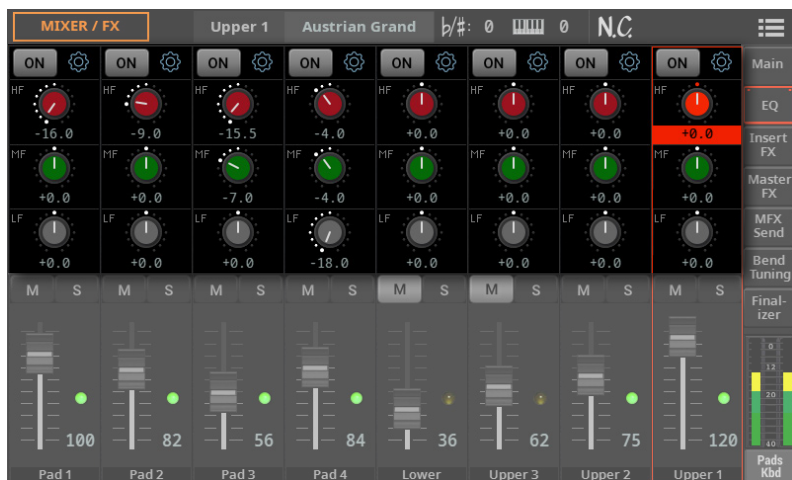 MIXER / FX Upper 1 Austrian Grand b/#: 0 0 N.C.
ON ON ON ON ON ON ON ON Main
HF HF HF HF HF HF HF HF EQ
-16.0 -9.0 -15.5 -4.0 +0.0 +0.0 +0.0 +0.0
Insert
FX
MF MF MF MF MF MF MF MF
+0.0 +0.0 -7.0 -4.0 +0.0 +0.0 +0.0 +0.0
Master
FX
LF LF LF LF LF LF LF LF
+0.0 +0.0 +0.0 -18.0 +0.0 +0.0 +0.0 +0.0
MFX
Send
Bend
Tuning
M S M S M S M S M S M S M S M S
Final-
izer
0
12
20
40
100 82 56 84 36 62 75 120
Pad 1 Pad 2 Pad 3 Pad 4 Lower Upper 3 Upper 2 Upper 1
Pads
Kbd